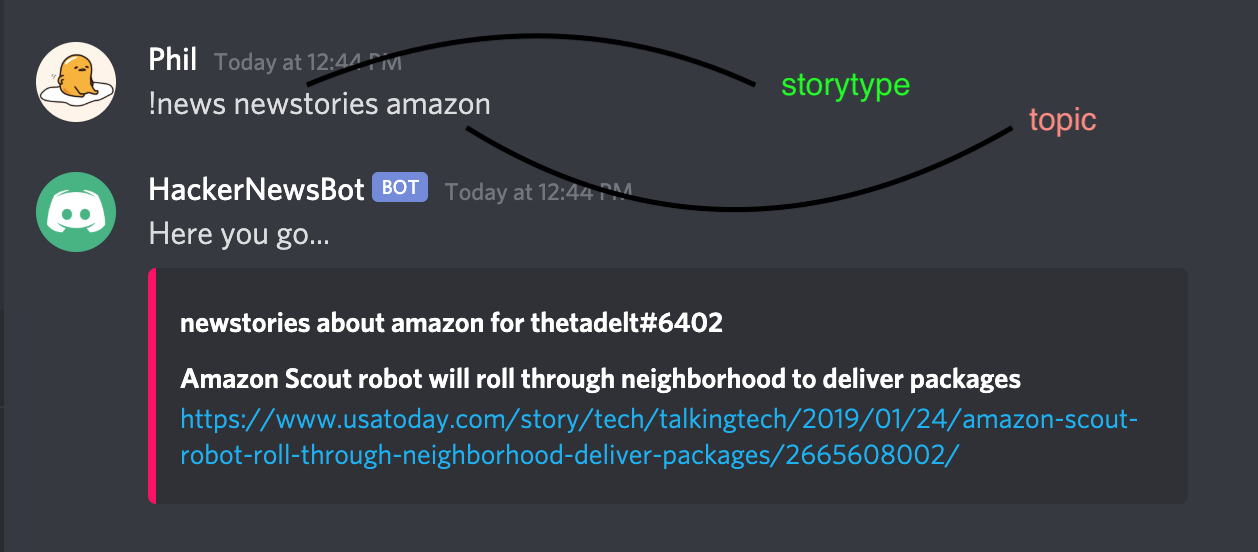 Phil Today at 12:44 PM
!news newstories amazon
storytype
topic
HackerNewsBot BOT Today at 12:44 PM
Here you go...
newstories about amazon for thetadelt#6402
Amazon Scout robot will roll through neighborhood to deliver packages
https://www.usatoday.com/story/tech/talkingtech/2019/01/24/amazon-scout-
robot-roll-through-neighborhood-deliver-packages/2665608002/